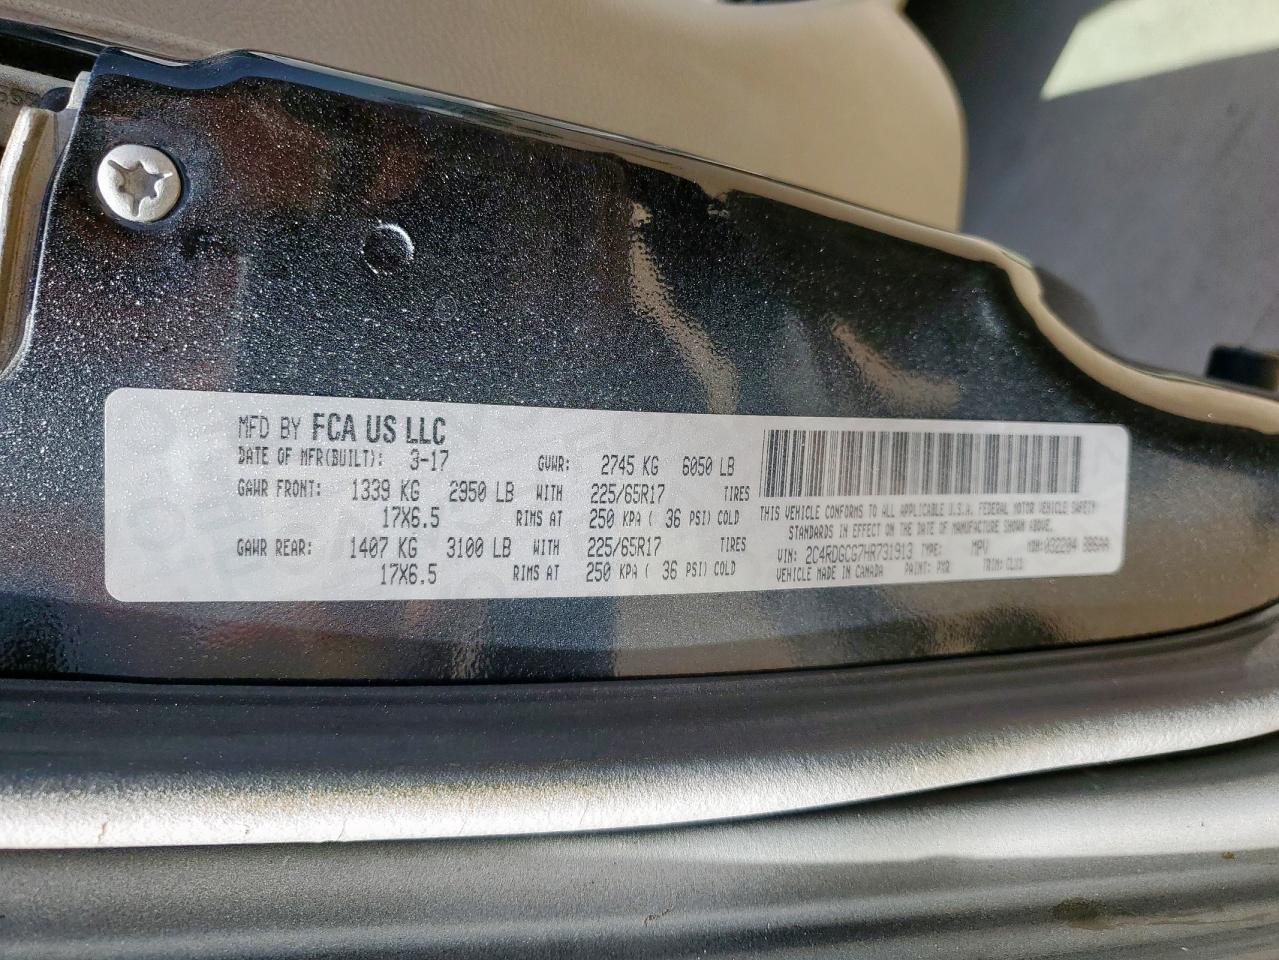 MFD BY FCA US LLC
DATE OF MFR(BUILT): 3-17 GVWR: 2745 KG 6050 LB
GAWR FRONT: 1339 KG 2950 LB WITH 225/65R17 TIRES
17X6.5 RIMS AT 250 KPA ( 36 PSI) COLD
GAWR REAR: 1407 KG 3100 LB WITH 225/65R17 TIRES
17X6.5 RIMS AT 250 KPA ( 36 PSI) COLD
THIS VEHICLE CONFORMS TO ALL APPLICABLE U.S.A. FEDERAL MOTOR VEHICLE SAFETY
STANDARDS IN EFFECT ON THE DATE OF MANUFACTURE SHOWN ABOVE.
VIN: 2C4RDGCG7HR731913 TYPE: MPV MDH: 032204
VEHICLE MADE IN CANADA PAINT: PXR TRIM: